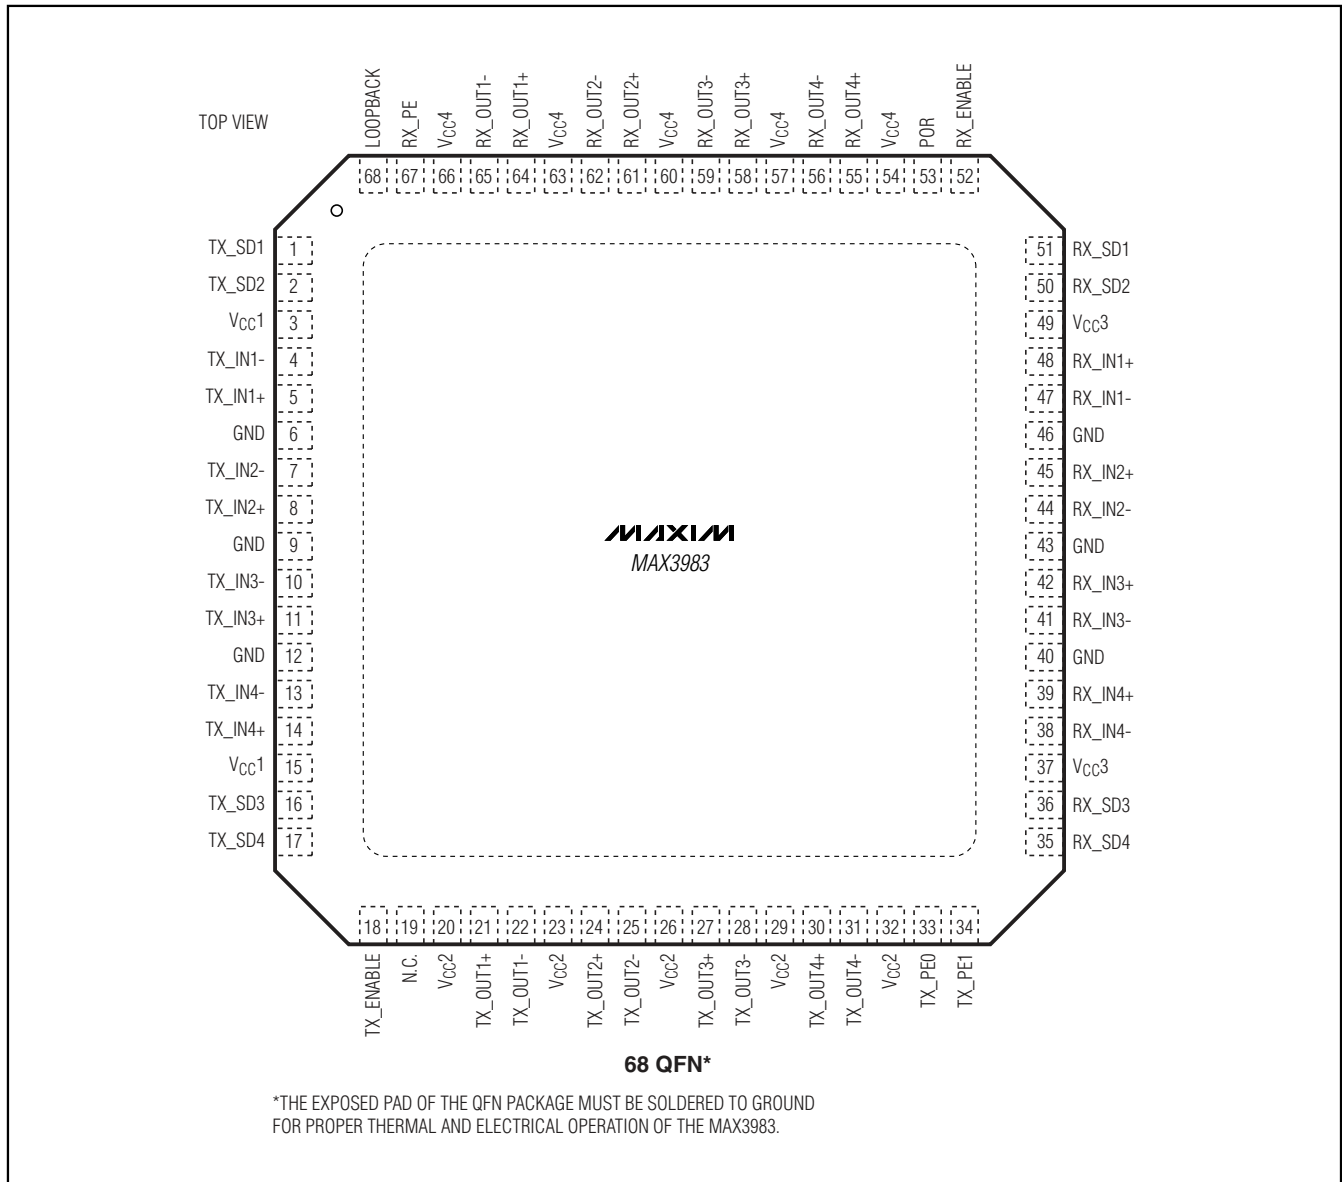 LOOPBACK
RX_PE
VCC4
RX_OUT1-
RX_OUT1+
VCC4
RX_OUT2-
RX_OUT2+
VCC4
RX_OUT3-
RX_OUT3+
VCC4
RX_OUT4-
RX_OUT4+
VCC4
POR
RX_ENABLE
TOP VIEW
68 67 66 65 64 63 62 61 60 59 58 57 56 55 54 53 52
TX_SD1 1 51 RX_SD1
TX_SD2 2 50 RX_SD2
VCC1 3 49 VCC3
TX_IN1- 4 48 RX_IN1+
TX_IN1+ 5 47 RX_IN1-
GND 6 46 GND
TX_IN2- 7 45 RX_IN2+
TX_IN2+ 8 44 RX_IN2-
GND 9 43 GND
MAXIM
MAX3983
TX_IN3- 10 42 RX_IN3+
TX_IN3+ 11 41 RX_IN3-
GND 12 40 GND
TX_IN4- 13 39 RX_IN4+
TX_IN4+ 14 38 RX_IN4-
VCC1 15 37 VCC3
TX_SD3 16 36 RX_SD3
TX_SD4 17 35 RX_SD4
18 19 20 21 22 23 24 25 26 27 28 29 30 31 32 33 34
TX_ENABLE
N.C.
VCC2
TX_OUT1+
TX_OUT1-
VCC2
TX_OUT2+
TX_OUT2-
VCC2
TX_OUT3+
TX_OUT3-
VCC2
TX_OUT4+
TX_OUT4-
VCC2
TX_PE0
TX_PE1
68 QFN*
*THE EXPOSED PAD OF THE QFN PACKAGE MUST BE SOLDERED TO GROUND
FOR PROPER THERMAL AND ELECTRICAL OPERATION OF THE MAX3983.